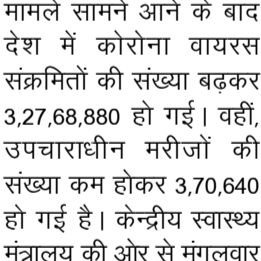 मामले सामने आने के बाद
देश में कोरोना वायरस
संक्रमितों की संख्या बढ़कर
3,27,68,880 हो गई। वहीं,
उपचाराधीन मरीजों की
संख्या कम होकर 3,70,640
हो गई है। केन्द्रीय स्वास्थ्य
मंत्रालय की ओर से मंगलवार